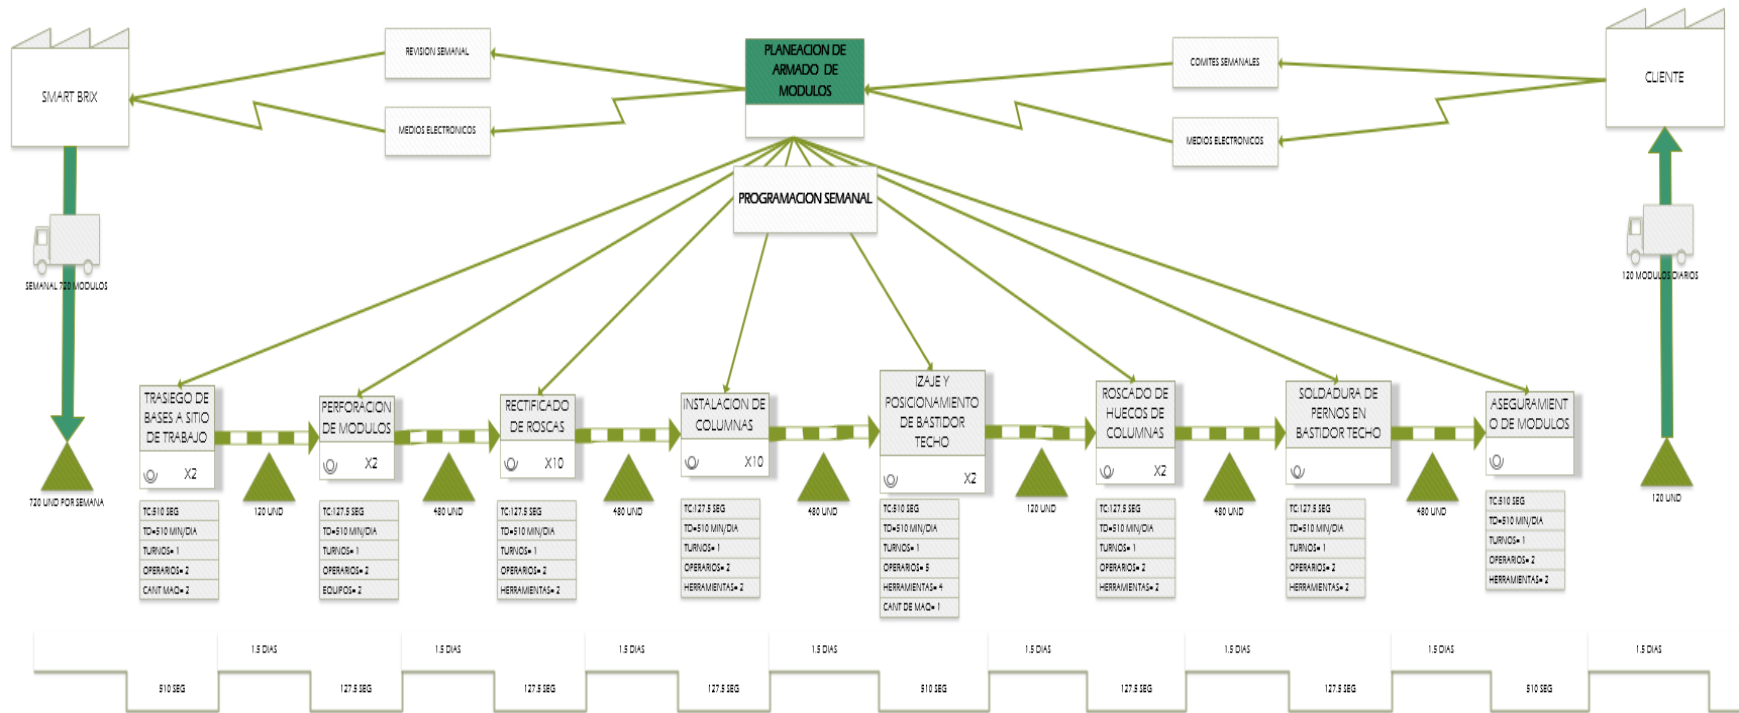 SMART BRIX
REVISION SEMANAL
MEDIOS ELECTRONICOS
PLANEACION DE
ARMADO DE
MODULOS
COMITES SEMANALES
MEDIOS ELECTRONICOS
CLIENTE
PROGRAMACION SEMANAL
SEMANAL 720 MODULOS
120 MODULOS DIARIOS
720 UND POR SEMANA
TRASIEGO DE
BASES A SITIO
DE TRABAJO
X2
TC:510 SEG
TD=510 MIN/DIA
TURNOS= 1
OPERARIOS= 2
CANT MAQ= 2
120 UND
PERFORACION
DE MODULOS
X2
TC:127.5 SEG
TD=510 MIN/DIA
TURNOS= 1
OPERARIOS= 2
EQUIPOS= 2
480 UND
RECTIFICADO
DE ROSCAS
X10
TC:127.5 SEG
TD=510 MIN/DIA
TURNOS= 1
OPERARIOS= 2
HERRAMIENTAS= 2
480 UND
INSTALACION DE
COLUMNAS
X10
TC:127.5 SEG
TD=510 MIN/DIA
TURNOS= 1
OPERARIOS= 2
HERRAMIENTAS= 2
480 UND
IZAJE Y
POSICIONAMIENTO
DE BASTIDOR
TECHO
X2
TC:510 SEG
TD=510 MIN/DIA
TURNOS= 1
OPERARIOS= 5
HERRAMIENTAS= 4
CANT DE MAQ= 1
120 UND
ROSCADO DE
HUECOS DE
COLUMNAS
X2
TC:127.5 SEG
TD=510 MIN/DIA
TURNOS= 1
OPERARIOS= 2
HERRAMIENTAS= 2
480 UND
SOLDADURA DE
PERNOS EN
BASTIDOR TECHO
TC:127.5 SEG
TD=510 MIN/DIA
TURNOS= 1
OPERARIOS= 2
HERRAMIENTAS= 2
480 UND
ASEGURAMIENT
O DE MODULOS
TC:510 SEG
TD=510 MIN/DIA
TURNOS= 1
OPERARIOS= 2
HERRAMIENTAS= 2
120 UND
1.5 DIAS
1.5 DIAS
1.5 DIAS
1.5 DIAS
1.5 DIAS
1.5 DIAS
1.5 DIAS
1.5 DIAS
510 SEG
127.5 SEG
127.5 SEG
127.5 SEG
510 SEG
127.5 SEG
127.5 SEG
510 SEG